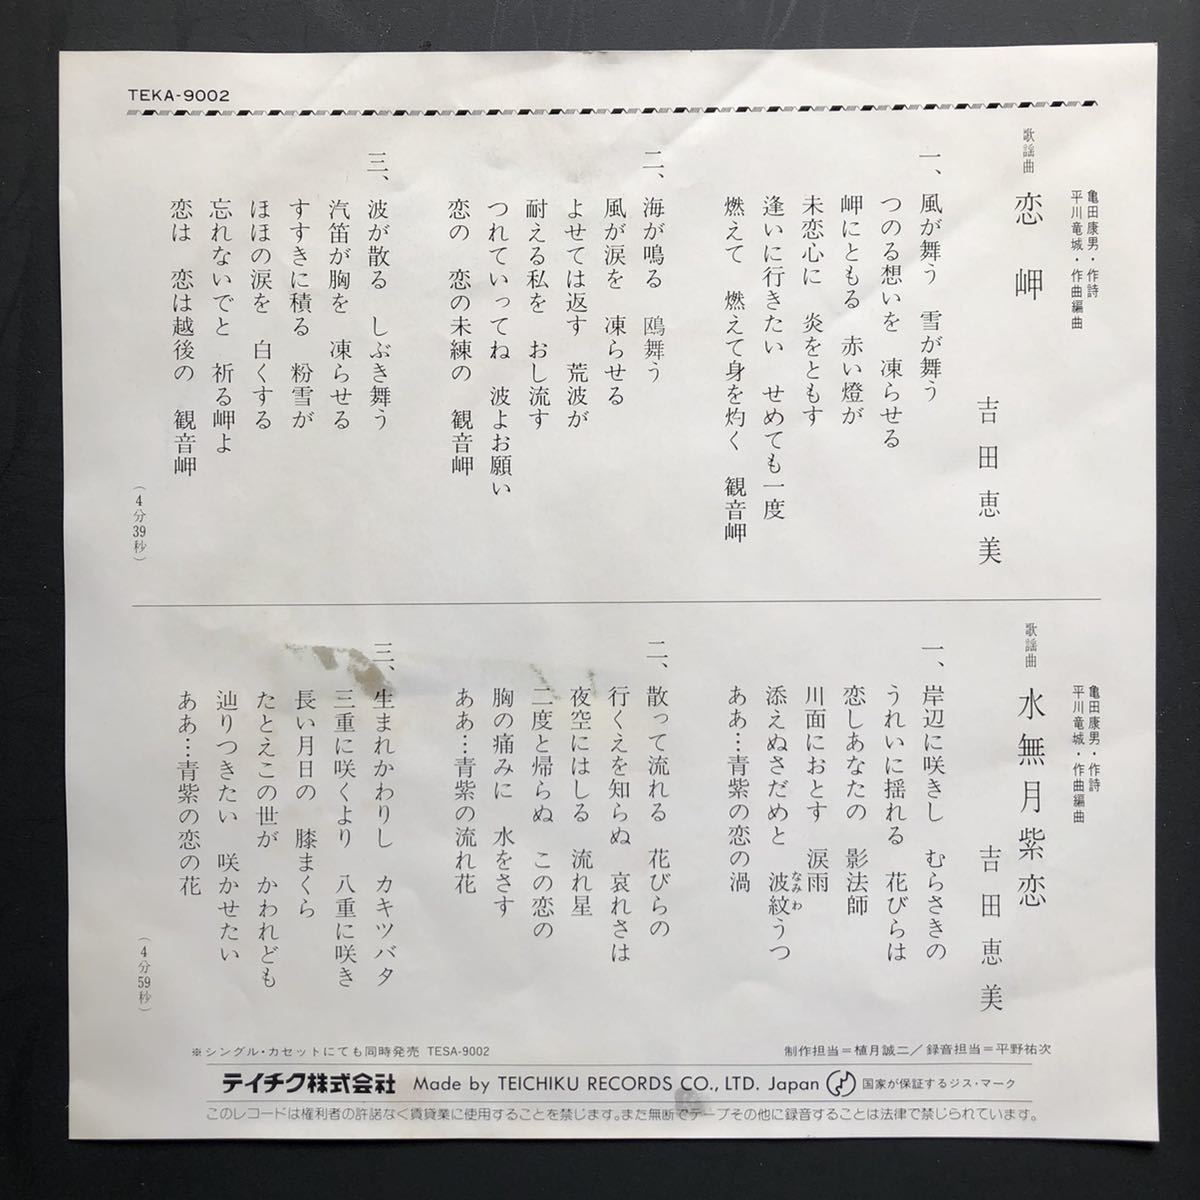 TEKA-9002
歌謡曲 恋岬
亀田康男・作詩
平川竜城・作曲編曲
吉田恵美
一、風が舞う 雪が舞う
つのる想いを 凍らせる
岬にともる 赤い燈が
未恋心に 炎をともす
逢いに行きたい せめても一度
燃えて 燃えて身を灼く 観音岬
二、海が鳴る 鴎舞う
風が涙を 凍らせる
よせては返す 荒波が
耐える私を おし流す
つれていってね 波よお願い
恋の 恋の未練の 観音岬
三、波が散る しぶき舞う
汽笛が胸を 凍らせる
すすきに積る 粉雪が
ほほの涙を 白くする
忘れないでと 祈る岬よ
恋は 恋は越後の 観音岬
(4分39秒)
歌謡曲 水無月紫恋
亀田康男・作詩
平川竜城・作曲編曲
吉田恵美
一、岸辺に咲きし むらさきの
うれいに揺れる 花びらは
恋しあなたの 影法師
川面におとす 涙雨
添えぬさだめと 波紋うつ
なみわ
ああ…青紫の恋の渦
二、散って流れる 花びらの
行くえを知らぬ 哀れさは
夜空にはしる 流れ星
二度と帰らぬ この恋の
胸の痛みに 水をさす
ああ…青紫の流れ花
三、生まれかわりし カキツバタ
三重に咲くより 八重に咲き
長い月日の 膝まくら
たとえこの世が かわれども
辿りつきたい 咲かせたい
ああ…青紫の恋の花
(4分59秒)
※シングル・カセットにても同時発売 TESA-9002
制作担当=植月誠二/録音担当=平野祐次
テイチク株式会社 Made by TEICHIKU RECORDS CO., LTD. Japan 国家が保証するジス・マーク
このレコードは権利者の許諾なく賃貸業に使用することを禁じます。また無断でテープその他に録音することは法律で禁じられています。